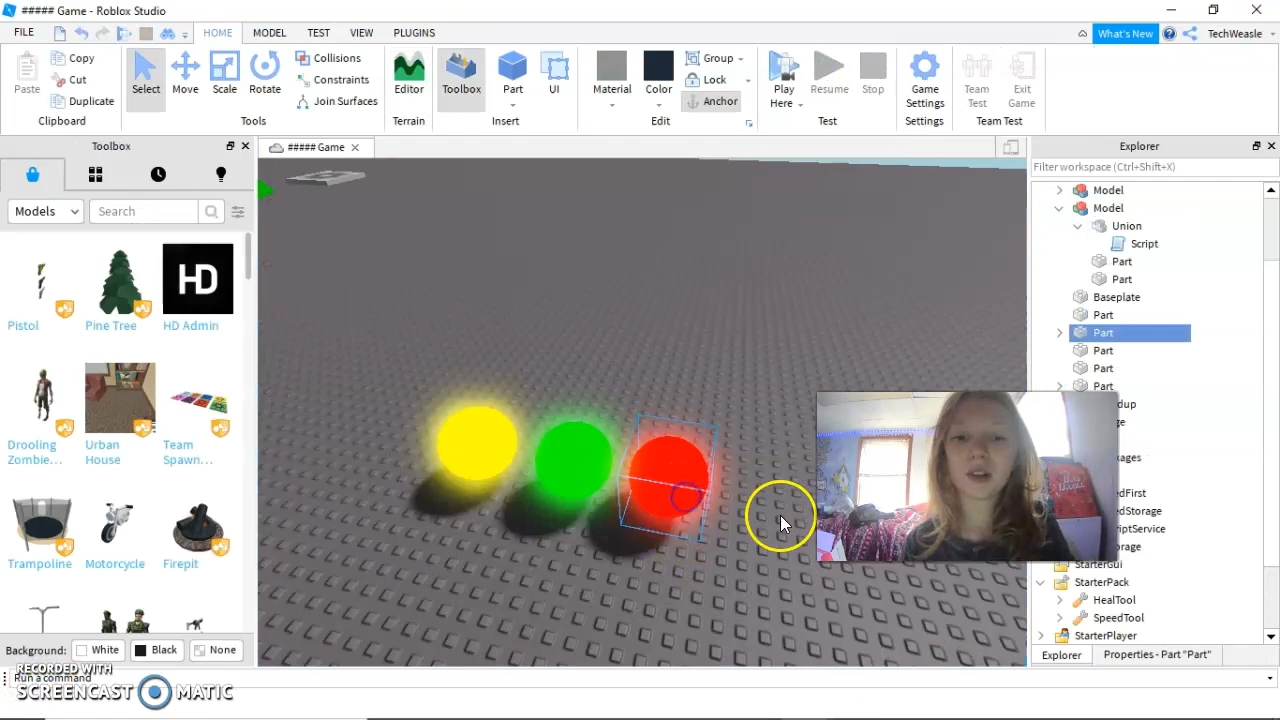 ##### Game - Roblox Studio
FILE HOME MODEL TEST VIEW PLUGINS What's New TechWeasle
Paste Copy Cut Duplicate Select Move Scale Rotate Collisions Constraints Join Surfaces Editor Toolbox Part UI Material Color Group Lock Anchor Play Here Resume Stop Game Settings Team Test Exit Game
Clipboard Tools Terrain Insert Edit Test Settings Team Test
Toolbox
##### Game
Explorer
Filter workspace (Ctrl+Shift+X)
Models Search
Pistol Pine Tree HD Admin
HD
Drooling Zombie... Urban House Team Spawn...
Trampoline Motorcycle Firepit
Background: White Black None
Model
Model
Union
Script
Part
Part
Baseplate
Part
Part
Part
Part
Part
StarterGui
StarterPack
HealTool
SpeedTool
StarterPlayer
Explorer Properties - Part "Part"
Run a command
RECORDED WITH
SCREENCAST MATIC